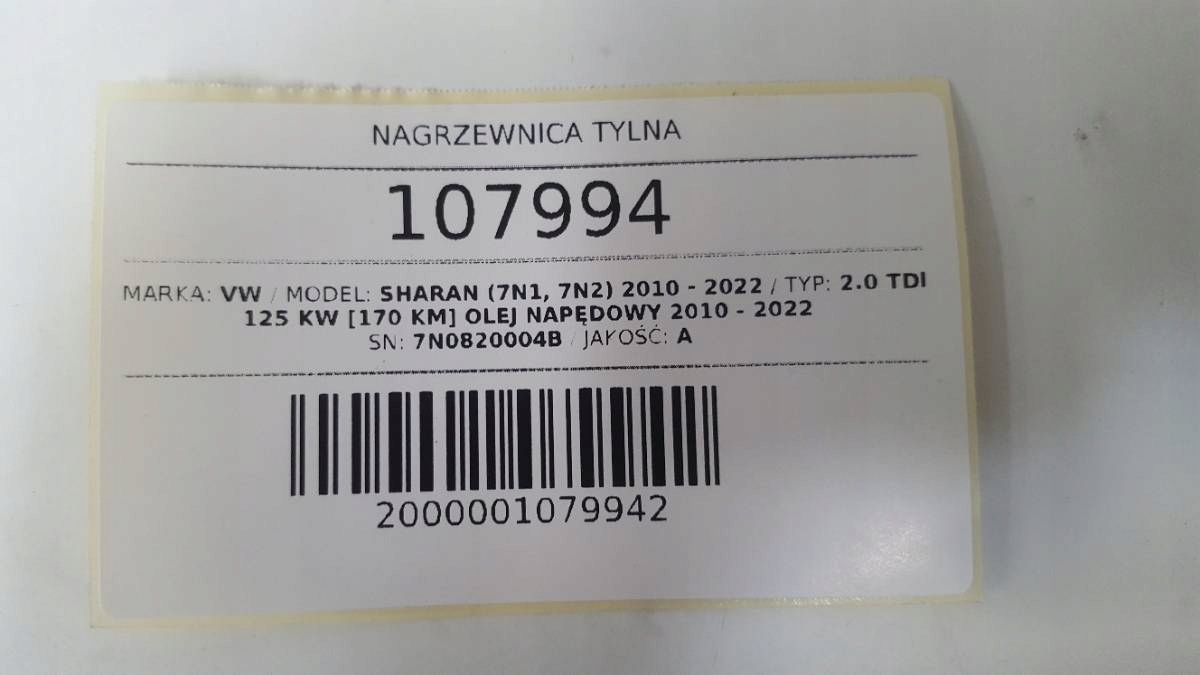 NAGRZEWNICA TYLNA
107994
MARKA: VW / MODEL: SHARAN (7N1, 7N2) 2010 - 2022 / TYP: 2.0 TDI
125 KW [170 KM] OLEJ NAPĘDOWY 2010 - 2022
SN: 7N0820004B / JAKOŚĆ: A
2000001079942